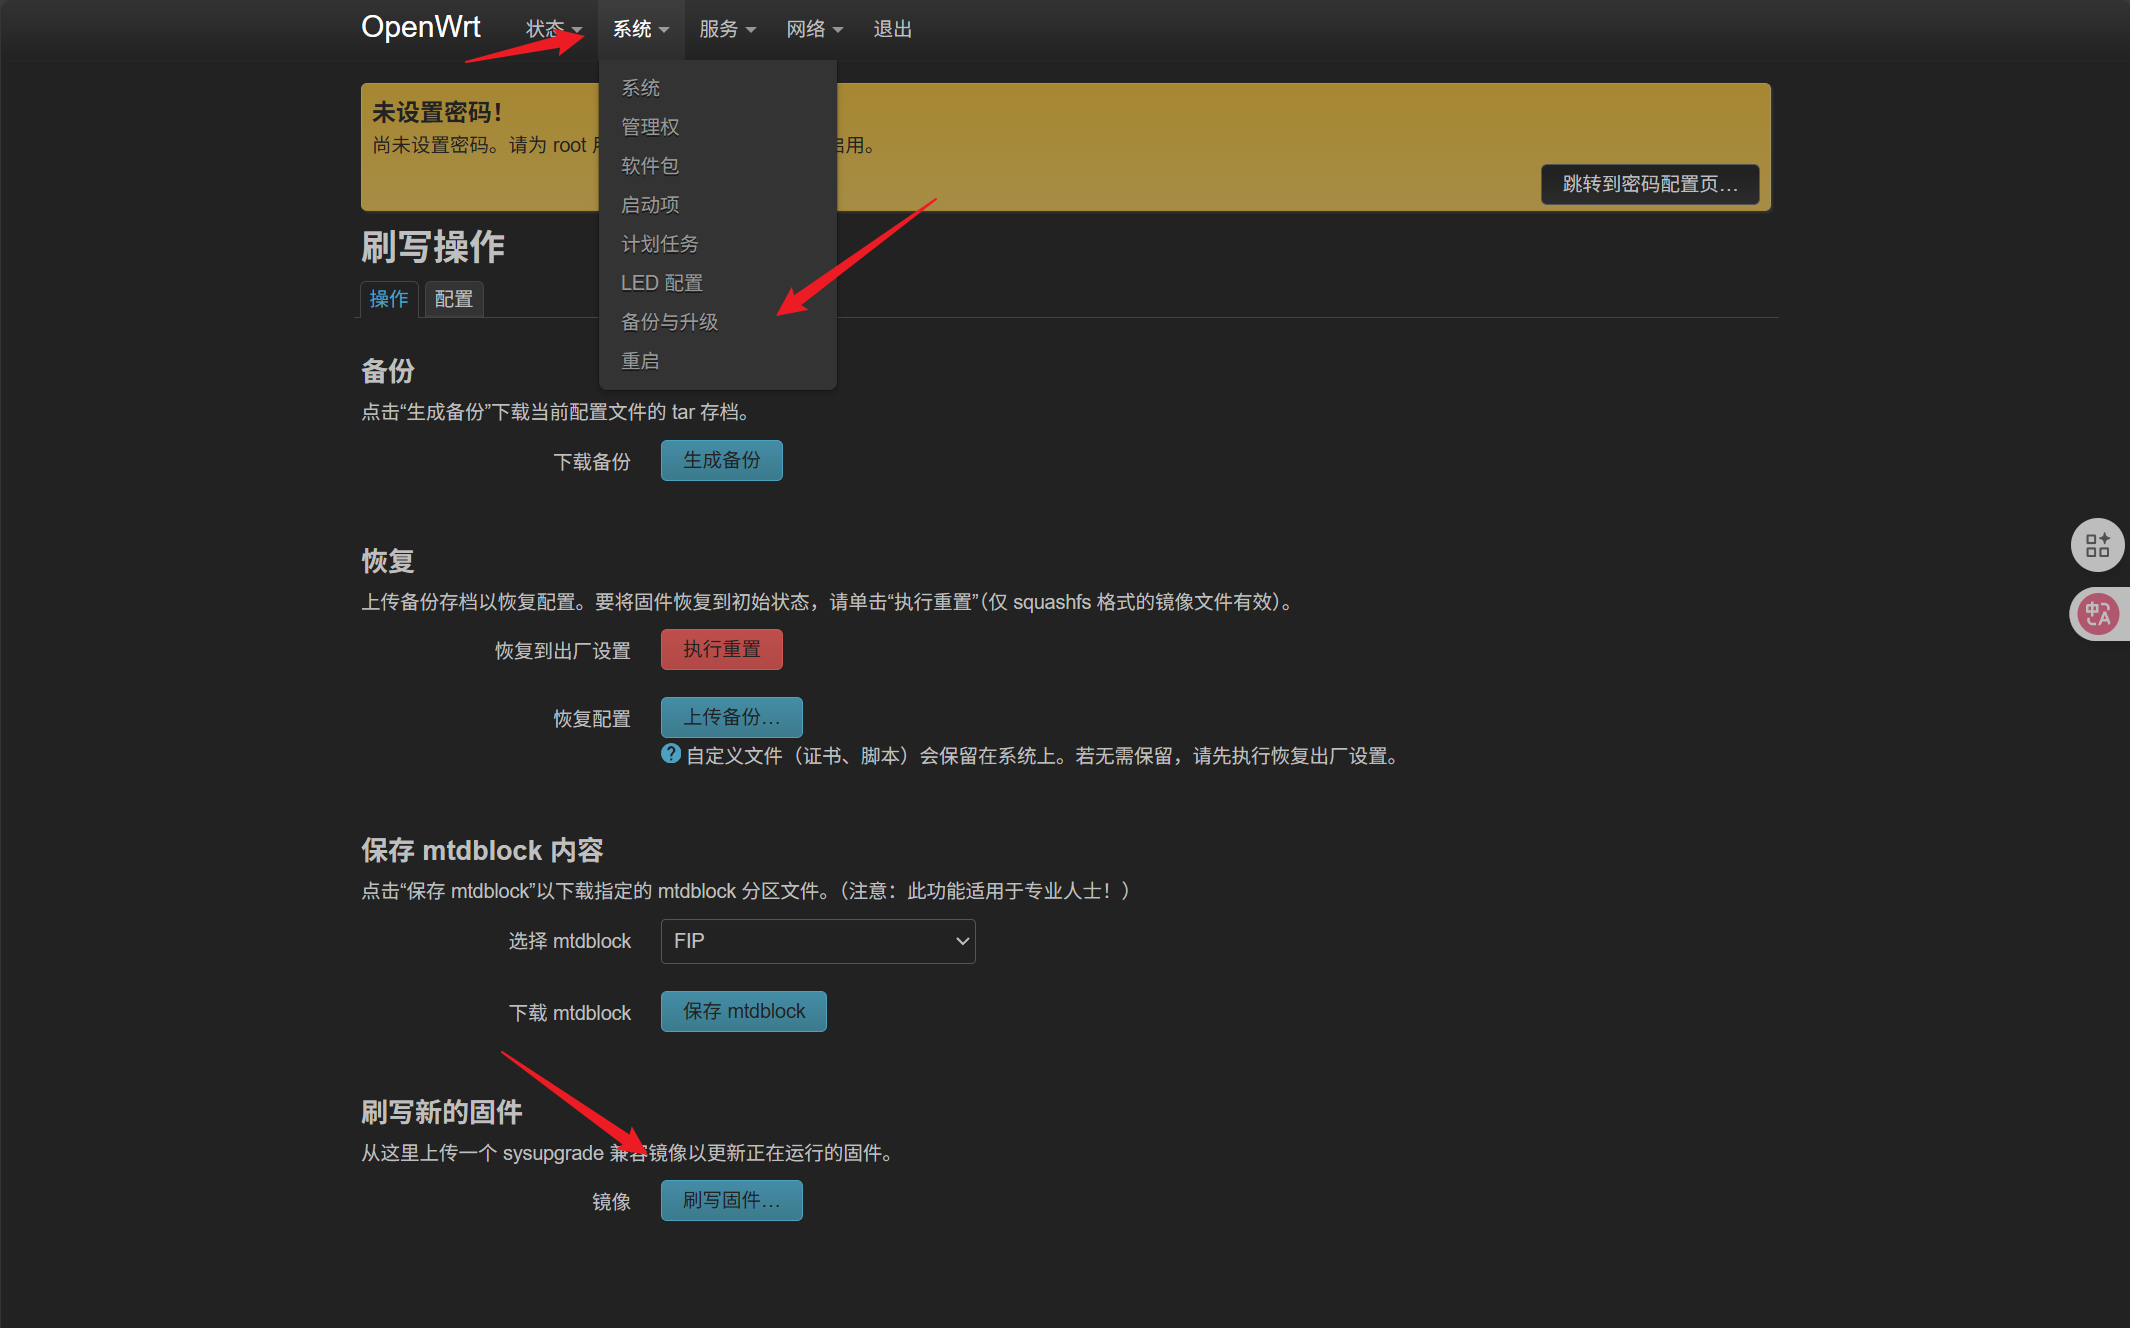 OpenWrt 状态 系统 服务 网络 退出
系统
管理权
软件包
启动项
计划任务
LED 配置
备份与升级
重启
未设置密码！
尚未设置密码。请为 root 启用。
跳转到密码配置页…
刷写操作
操作 配置
备份
点击“生成备份”下载当前配置文件的 tar 存档。
下载备份 生成备份
恢复
上传备份存档以恢复配置。要将固件恢复到初始状态，请单击“执行重置”（仅 squashfs 格式的镜像文件有效）。
恢复到出厂设置 执行重置
恢复配置 上传备份…
自定义文件（证书、脚本）会保留在系统上。若无需保留，请先执行恢复出厂设置。
保存 mtdblock 内容
点击“保存 mtdblock”以下载指定的 mtdblock 分区文件。（注意：此功能适用于专业人士！）
选择 mtdblock FIP
下载 mtdblock 保存 mtdblock
刷写新的固件
从这里上传一个 sysupgrade 兼容镜像以更新正在运行的固件。
镜像 刷写固件…